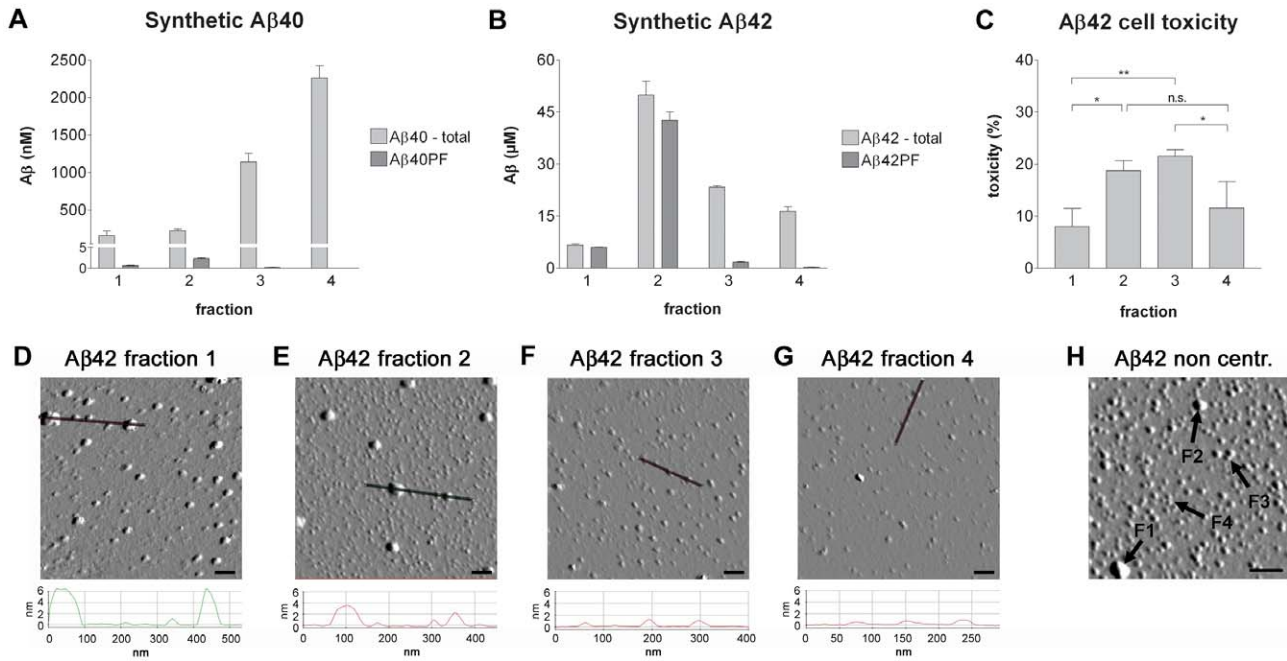 A Synthetic Aβ40
2500
2000
1500
1000
500
5
0
Aβ (nM)
1 2 3 4
fraction
Aβ40 - total
Aβ40PF
B Synthetic Aβ42
60
45
30
15
0
Aβ (µM)
1 2 3 4
fraction
Aβ42 - total
Aβ42PF
C Aβ42 cell toxicity
40
30
20
10
0
toxicity (%)
**
* n.s.
*
1 2 3 4
fraction
D Aβ42 fraction 1
6
4
2
0
nm
0 100 200 300 400 500
nm
E Aβ42 fraction 2
6
4
2
0
nm
100 200 300 400
nm
F Aβ42 fraction 3
6
4
2
0
nm
0 100 200 300 400
nm
G Aβ42 fraction 4
6
4
2
0
nm
0 50 100 150 200 250
nm
H Aβ42 non centr.
F2
F3
F4
F1